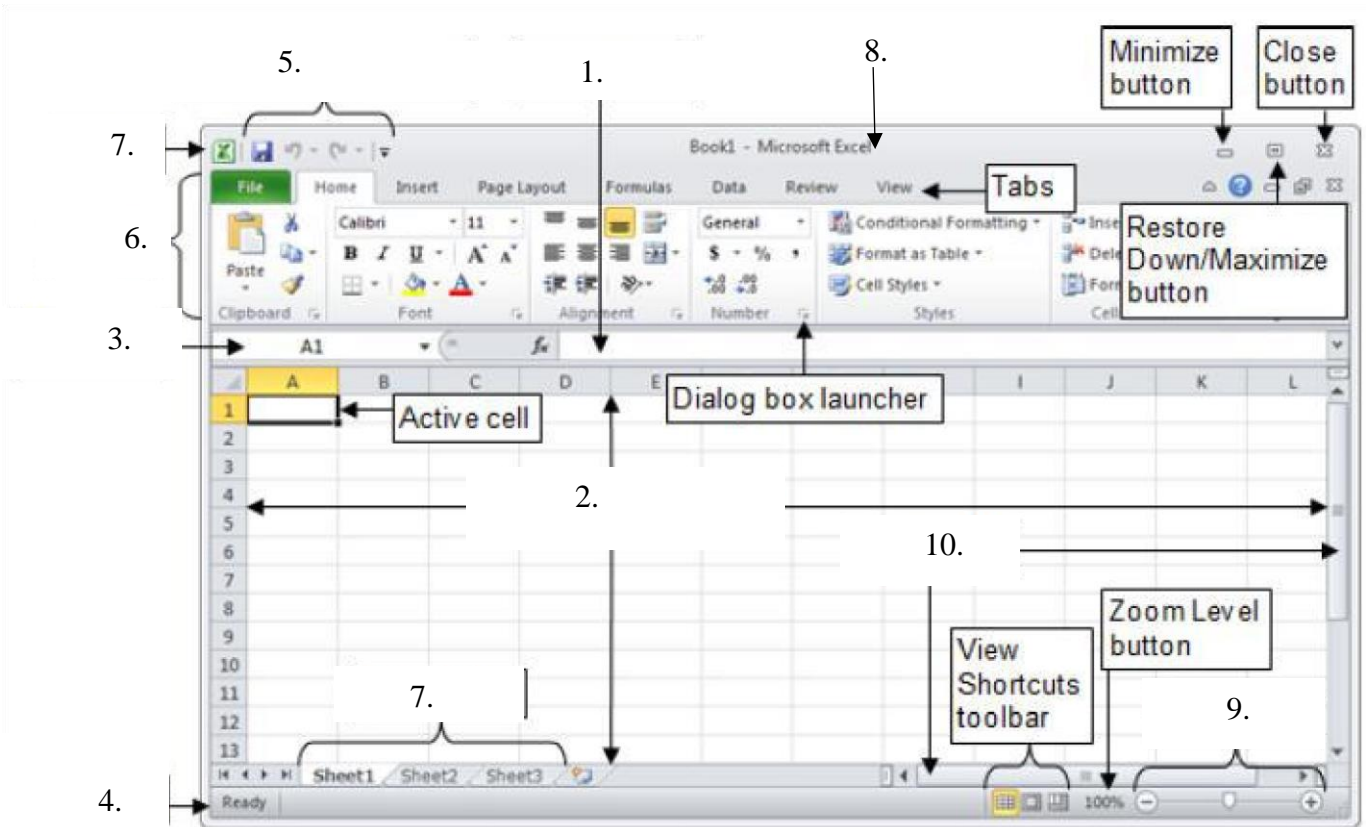 5.
1.
8.
Minimize
button
Close
button
7.
Book1 - Microsoft Excel
File Home Insert Page Layout Formulas Data Review View
Tabs
6.
Calibri 11
General
Conditional Formatting
Restore
Down/Maximize
button
Paste
B I U A A
$ % ,
Format as Table
Cell Styles
Clipboard Font Alignment Number Styles
3.
A1
fx
A B C D E I J K L
Dialog box launcher
1
Active cell
2
3
4
2.
5
6
10.
7
8
Zoom Level
button
9
View
Shortcuts
toolbar
10
11
7.
9.
12
13
Sheet1 Sheet2 Sheet3
4.
Ready
100%